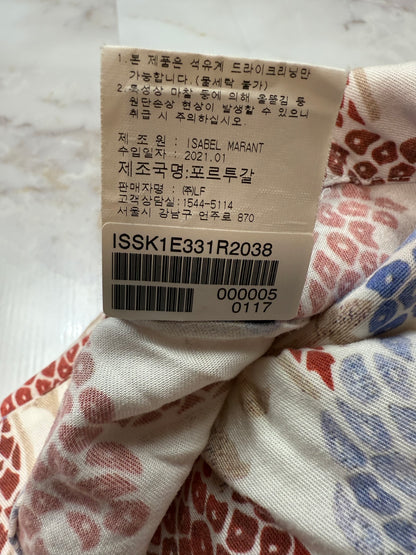 1. 본 제품은 석유계 드라이크리닝만
가능합니다.(물세탁 불가)
2. 특성상 마찰 등에 의해 올뜯김 등
원단손상 현상이 발생할 수 있으니
취급 시 주의하십시오.
제 조 원 : ISABEL MARANT
수입일자 : 2021.01
제조국명:포르투갈
판매자명 : ㈜LF
고객상담실:1544-5114
서울시 강남구 언주로 870
ISSK1E331R2038
000005
0117